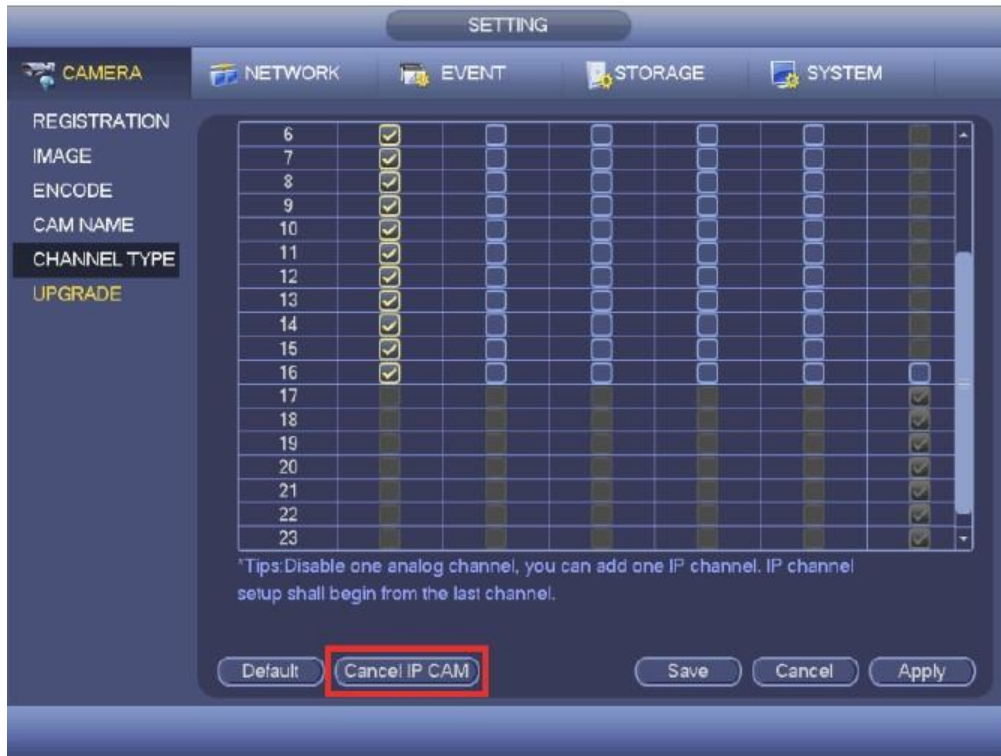 SETTING
CAMERA NETWORK EVENT STORAGE SYSTEM
REGISTRATION
IMAGE
ENCODE
CAM NAME
CHANNEL TYPE
UPGRADE
6
7
8
9
10
11
12
13
14
15
16
17
18
19
20
21
22
23
*Tips:Disable one analog channel, you can add one IP channel. IP channel
setup shall begin from the last channel.
Default Cancel IP CAM Save Cancel Apply